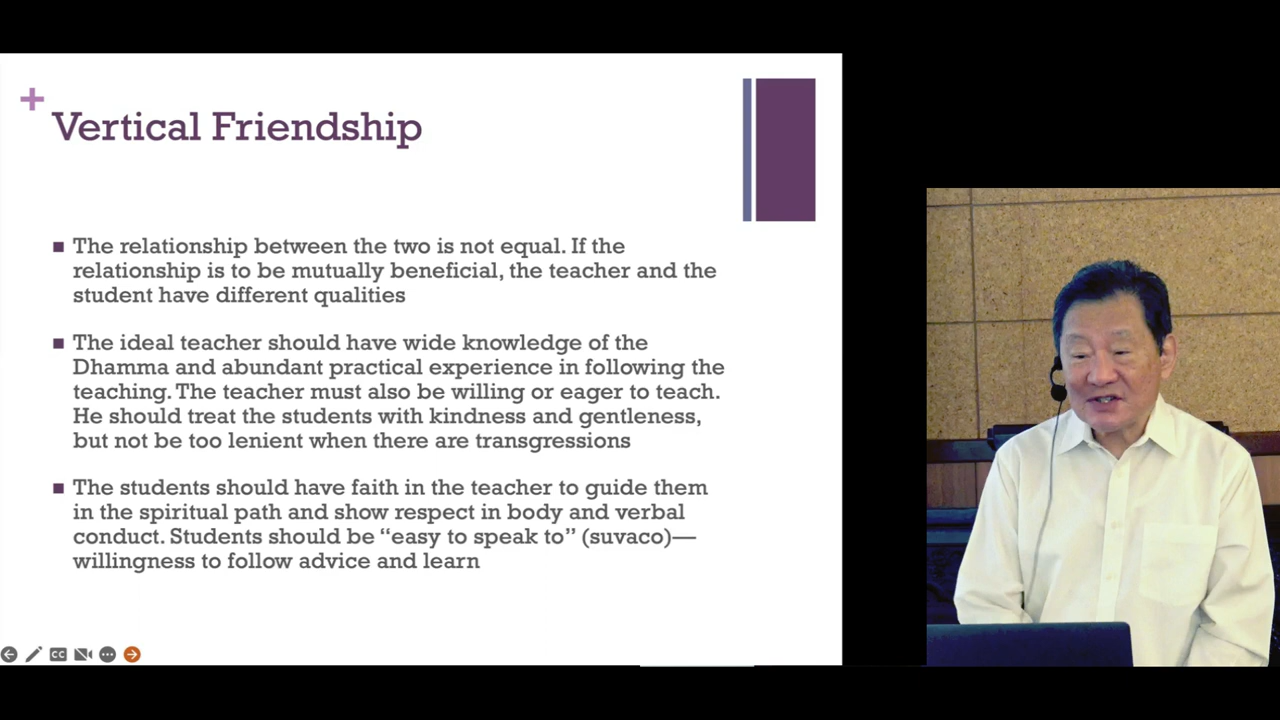 Vertical Friendship
The relationship between the two is not equal. If the
relationship is to be mutually beneficial, the teacher and the
student have different qualities
The ideal teacher should have wide knowledge of the
Dhamma and abundant practical experience in following the
teaching. The teacher must also be willing or eager to teach.
He should treat the students with kindness and gentleness,
but not be too lenient when there are transgressions
The students should have faith in the teacher to guide them
in the spiritual path and show respect in body and verbal
conduct. Students should be “easy to speak to” (suvaco)—
willingness to follow advice and learn
CC